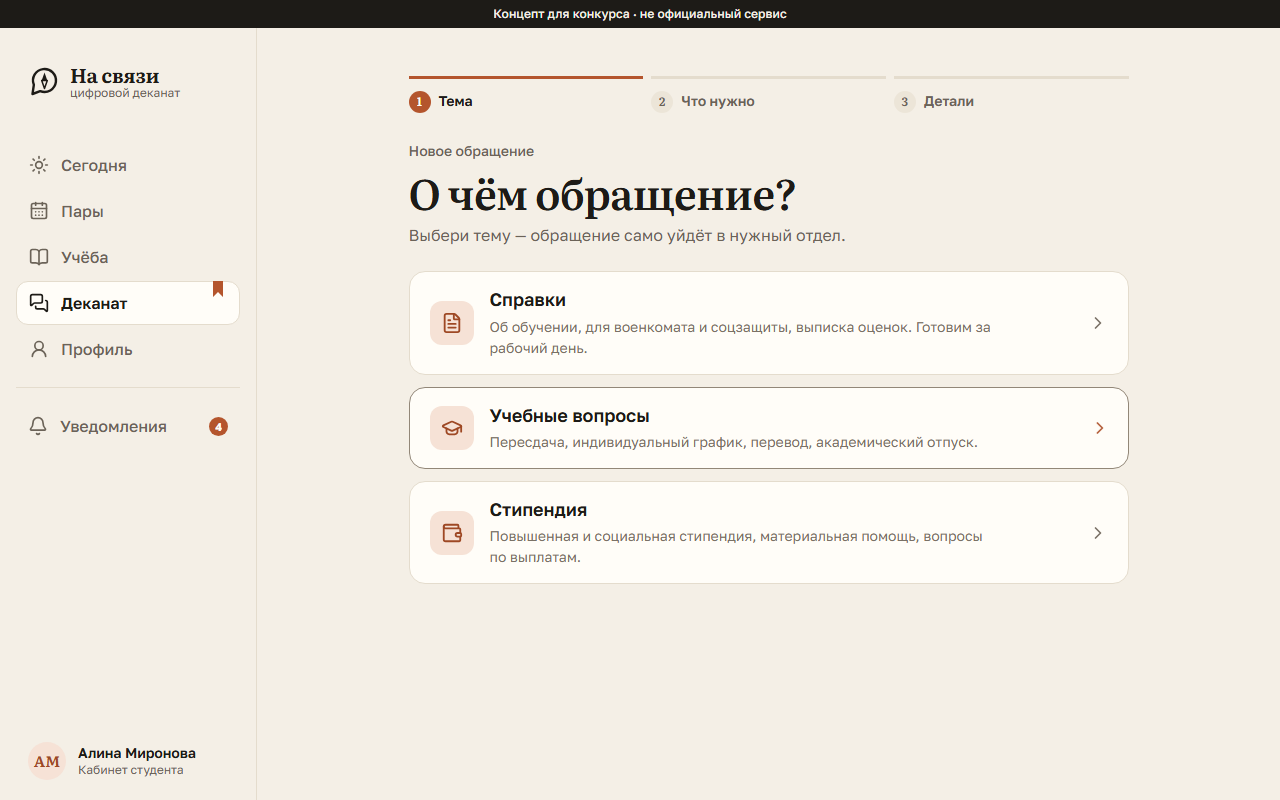 Концепт для конкурса · не официальный сервис
На связи
цифровой деканат
Сегодня
Пары
Учёба
Деканат
Профиль
Уведомления
4
АМ
Алина Миронова
Кабинет студента
1 Тема
2 Что нужно
3 Детали
Новое обращение
О чём обращение?
Выбери тему — обращение само уйдёт в нужный отдел.
Справки
Об обучении, для военкомата и соцзащиты, выписка оценок. Готовим за
рабочий день.
Учебные вопросы
Пересдача, индивидуальный график, перевод, академический отпуск.
Стипендия
Повышенная и социальная стипендия, материальная помощь, вопросы
по выплатам.